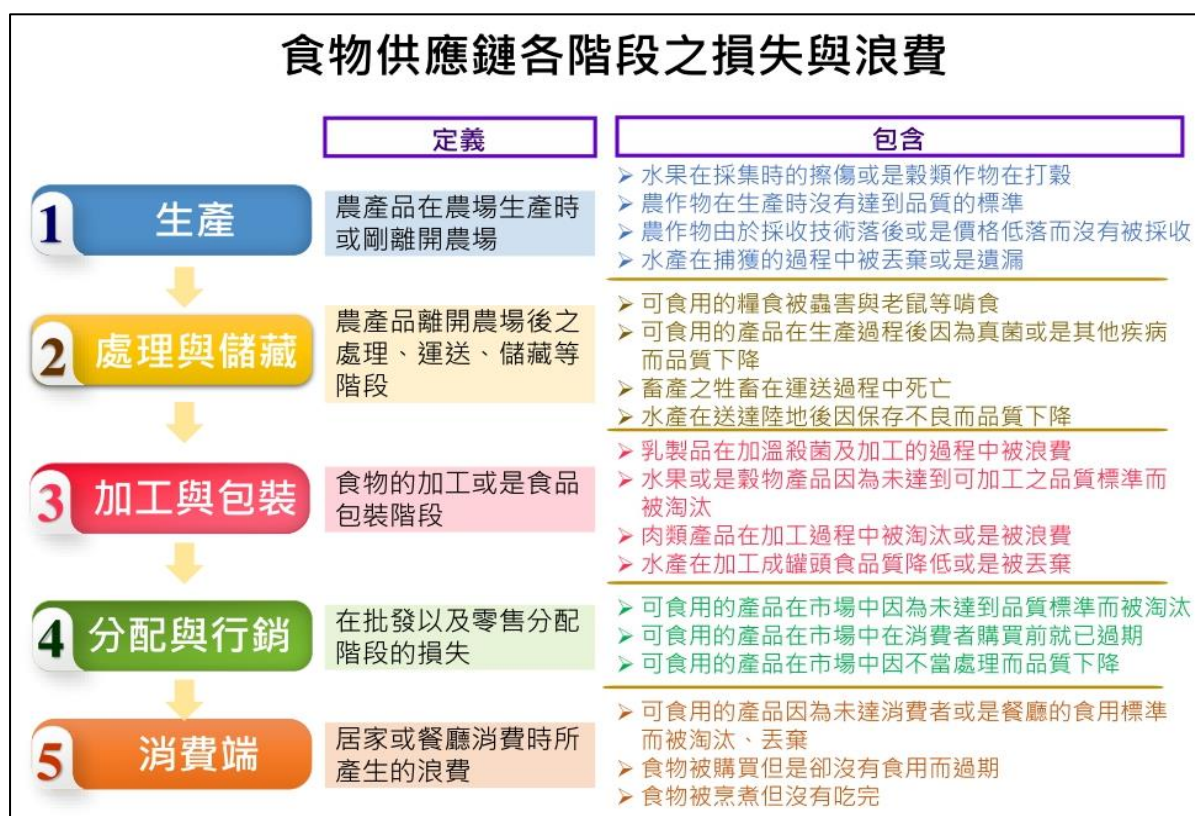 食物供應鏈各階段之損失與浪費
定義
包含
1
生產
農產品在農場生產時
或剛離開農場
➢ 水果在採集時的擦傷或是穀類作物在打穀
➢ 農作物在生產時沒有達到品質的標準
➢ 農作物由於採收技術落後或是價格低落而沒有被採收
➢ 水產在捕獲的過程中被丟棄或是遺漏
2
處理與儲藏
農產品離開農場後之
處理、運送、儲藏等
階段
➢ 可食用的糧食被蟲害與老鼠等啃食
➢ 可食用的產品在生產過程後因為真菌或是其他疾病
而品質下降
➢ 畜產之牲畜在運送過程中死亡
➢ 水產在送達陸地後因保存不良而品質下降
3
加工與包裝
食物的加工或是食品
包裝階段
➢ 乳製品在加溫殺菌及加工的過程中被浪費
➢ 水果或是穀物產品因為未達到可加工之品質標準而
被淘汰
➢ 肉類產品在加工過程中被淘汰或是被浪費
➢ 水產在加工成罐頭食品質降低或是被丟棄
4
分配與行銷
在批發以及零售分配
階段的損失
➢ 可食用的產品在市場中因為未達到品質標準而被淘汰
➢ 可食用的產品在市場中在消費者購買前就已過期
➢ 可食用的產品在市場中因不當處理而品質下降
5
消費端
居家或餐廳消費時所
產生的浪費
➢ 可食用的產品因為未達消費者或是餐廳的食用標準
而被淘汰、丟棄
➢ 食物被購買但是卻沒有食用而過期
➢ 食物被烹煮但沒有吃完